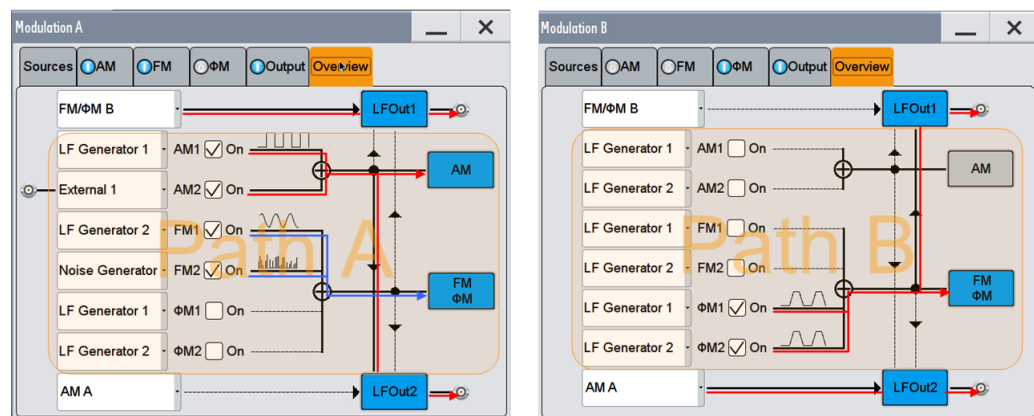 Modulation A
Sources AM FM ΦM Output Overview
FM/ΦM B LFOut1
LF Generator 1 AM1 On
AM
External 1 AM2 On
LF Generator 2 FM1 On
Path A
Noise Generator FM2 On
FM
ΦM
LF Generator 1 ΦM1 On
LF Generator 2 ΦM2 On
AM A LFOut2
Modulation B
Sources AM FM ΦM Output Overview
FM/ΦM B LFOut1
LF Generator 1 AM1 On
AM
LF Generator 2 AM2 On
LF Generator 1 FM1 On
Path B
LF Generator 2 FM2 On
FM
ΦM
LF Generator 1 ΦM1 On
LF Generator 2 ΦM2 On
AM A LFOut2